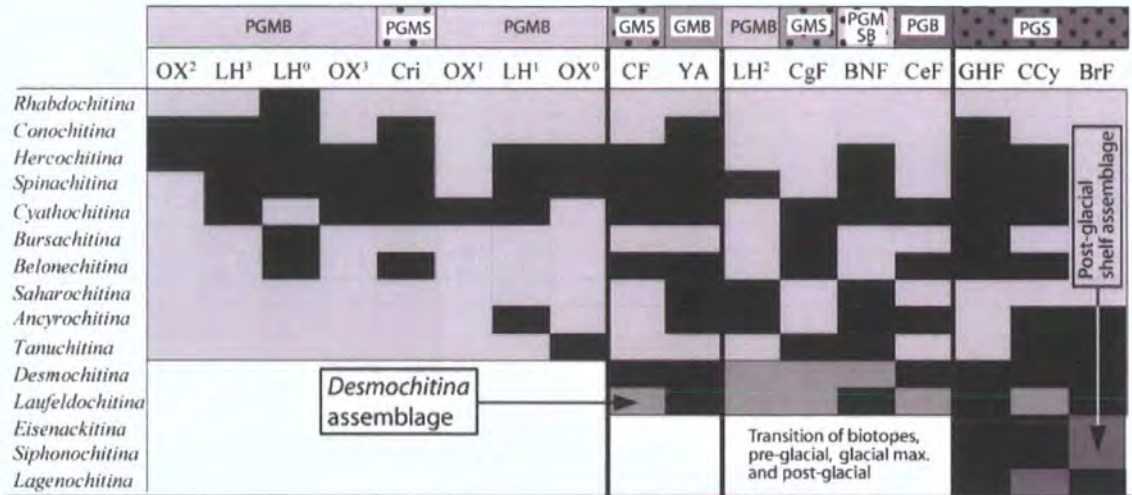 PGMB PGMS PGMB GMS GMB PGMB GMS PGM SB PGB PGS
OX² LH³ LH⁰ OX³ Cri OX¹ LH¹ OX⁰ CF YA LH² CgF BNF CeF GHF CCy BrF
Rhabdochitina
Conochitina
Hercochitina
Spinachitina
Cyathochitina
Bursachitina
Belonechitina
Saharochitina
Ancyrochitina
Tanuchitina
Desmochitina
Laufeldochitina
Eisenackitina
Siphonochitina
Lagenochitina
Post-glacial
shelf assemblage
Desmochitina
assemblage
Transition of biotopes,
pre-glacial, glacial max.
and post-glacial